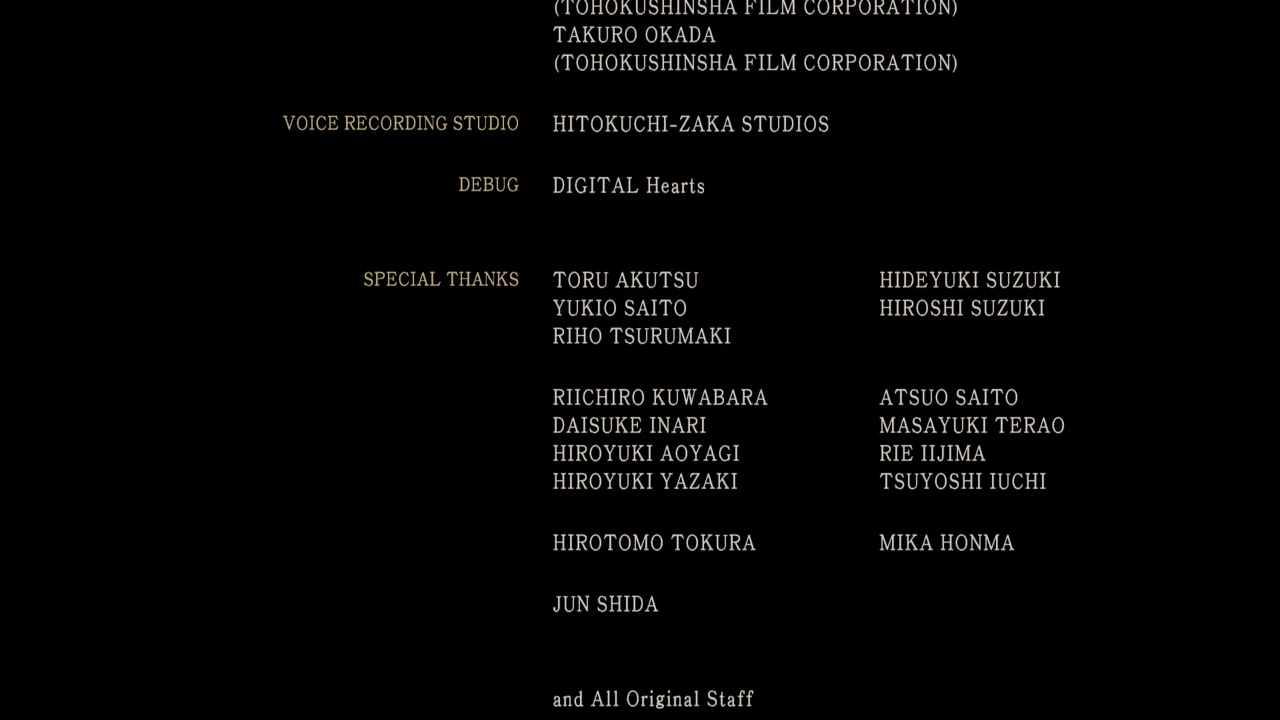 (TOHOKUSHINSHA FILM CORPORATION)
TAKURO OKADA
(TOHOKUSHINSHA FILM CORPORATION)
VOICE RECORDING STUDIO HITOKUCHI-ZAKA STUDIOS
DEBUG DIGITAL Hearts
SPECIAL THANKS TORU AKUTSU HIDEYUKI SUZUKI
YUKIO SAITO HIROSHI SUZUKI
RIHO TSURUMAKI
RIICHIRO KUWABARA ATSUO SAITO
DAISUKE INARI MASAYUKI TERAO
HIROYUKI AOYAGI RIE IIJIMA
HIROYUKI YAZAKI TSUYOSHI IUCHI
HIROTOMO TOKURA MIKA HONMA
JUN SHIDA
and All Original Staff